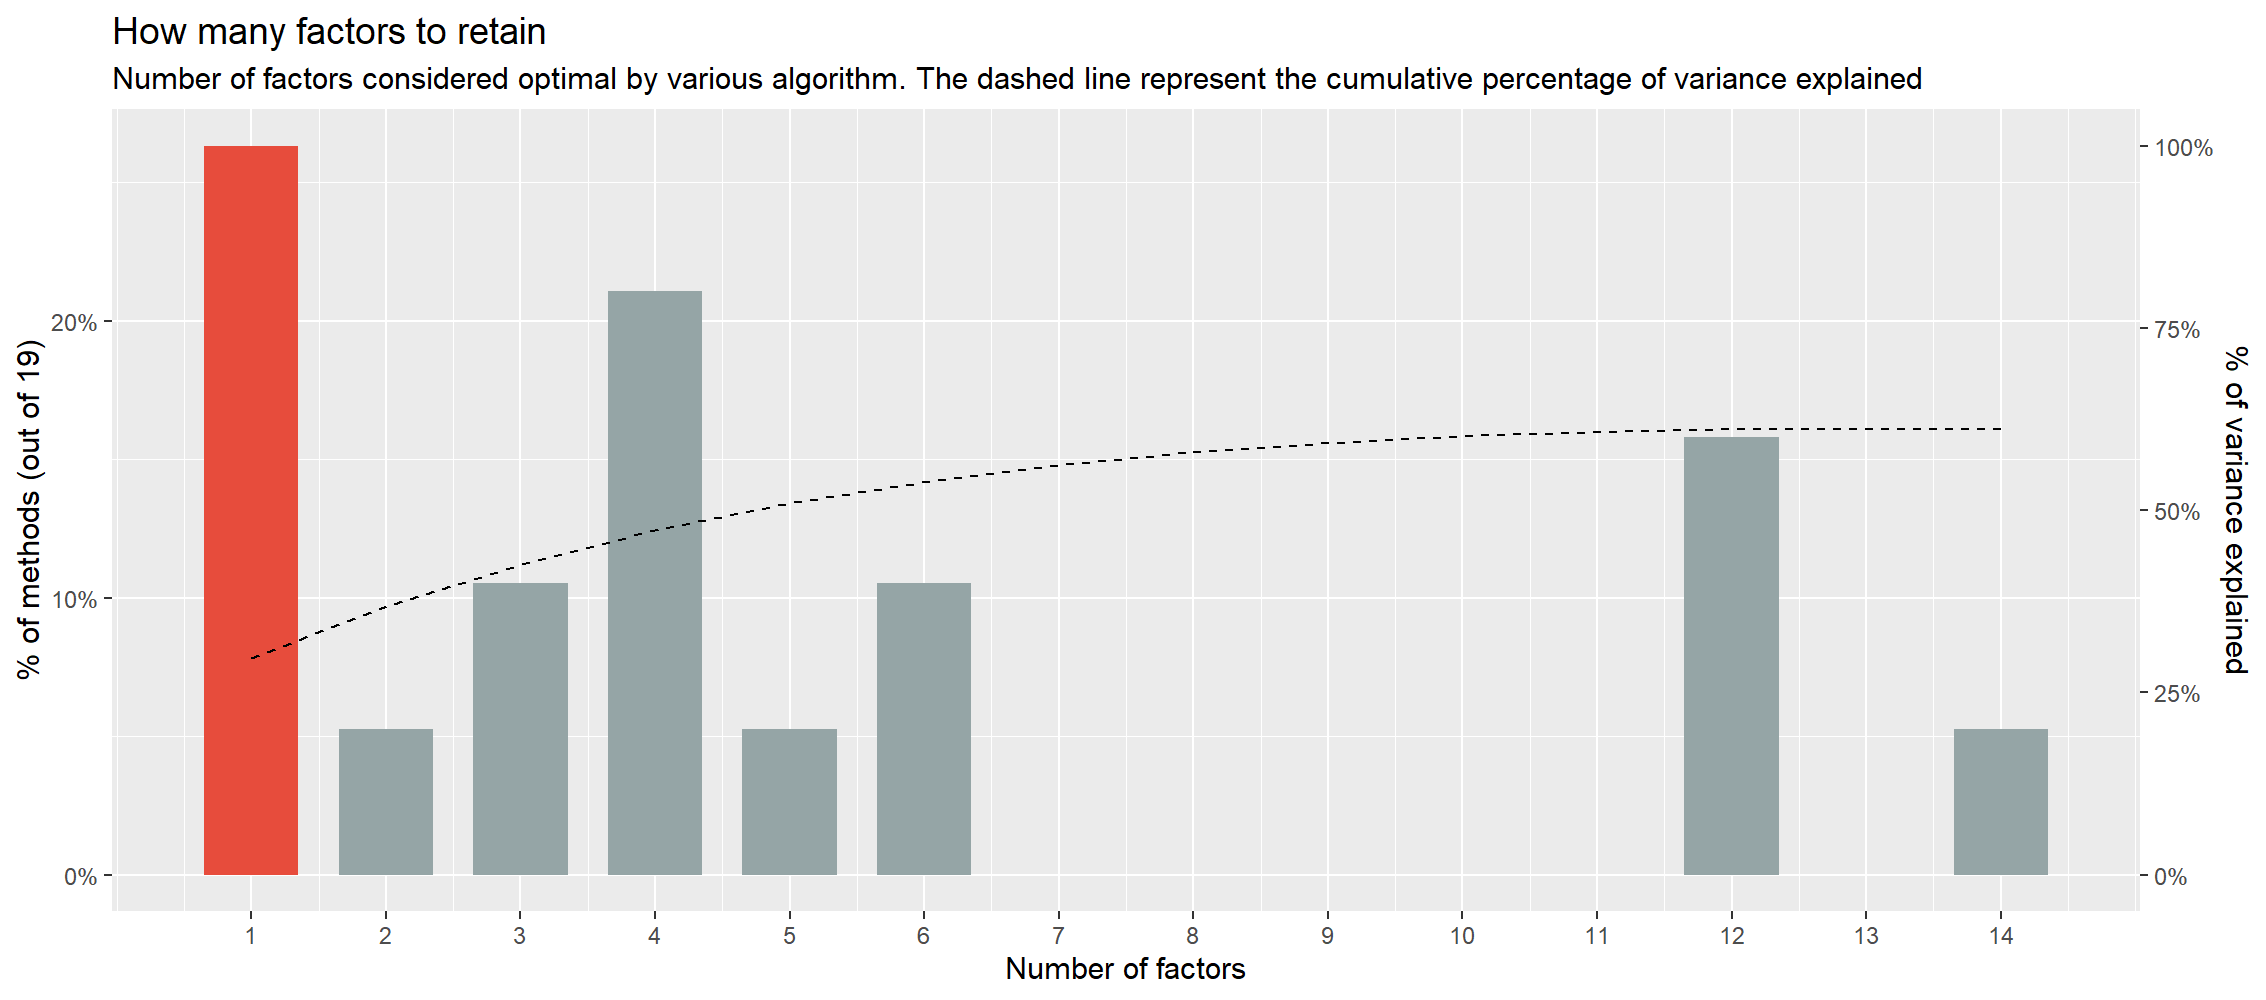 How many factors to retain
Number of factors considered optimal by various algorithm. The dashed line represent the cumulative percentage of variance explained
% of methods (out of 19)
20%
10%
0%
100%
75%
50%
25%
0%
% of variance explained
1 2 3 4 5 6 7 8 9 10 11 12 13 14
Number of factors